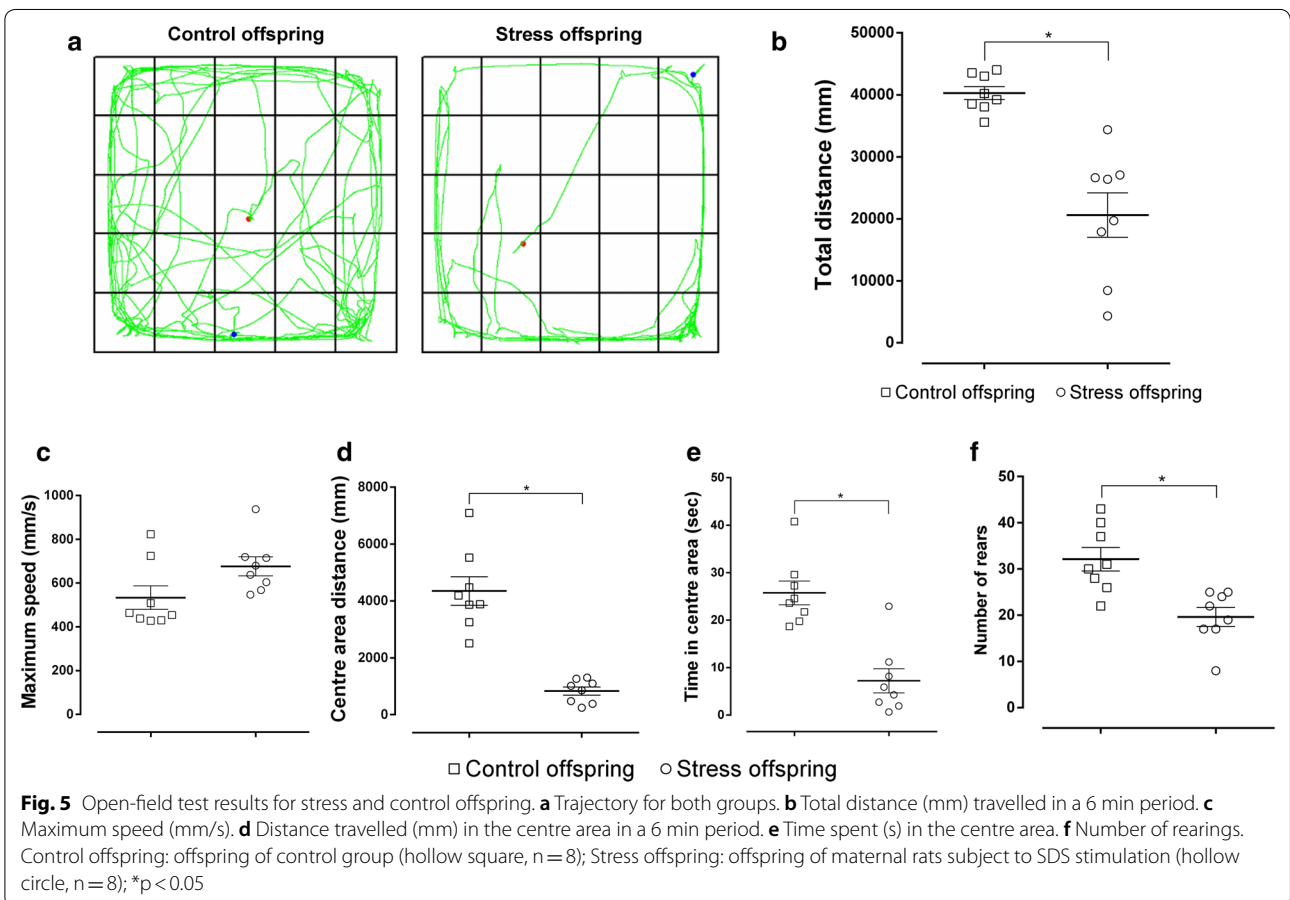 a
Control offspring
Stress offspring
b
Total distance (mm)
50000
40000
30000
20000
10000
0
*
Control offspring Stress offspring
c
Maximum speed (mm/s)
1000
800
600
400
200
0
d
Centre area distance (mm)
8000
6000
4000
2000
0
*
e
Time in centre area (sec)
50
40
30
20
10
0
*
f
Number of rears
50
40
30
20
10
0
*
Control offspring Stress offspring
Fig. 5 Open-field test results for stress and control offspring. a Trajectory for both groups. b Total distance (mm) travelled in a 6 min period. c
Maximum speed (mm/s). d Distance travelled (mm) in the centre area in a 6 min period. e Time spent (s) in the centre area. f Number of rearings.
Control offspring: offspring of control group (hollow square, n = 8); Stress offspring: offspring of maternal rats subject to SDS stimulation (hollow
circle, n = 8); *p < 0.05